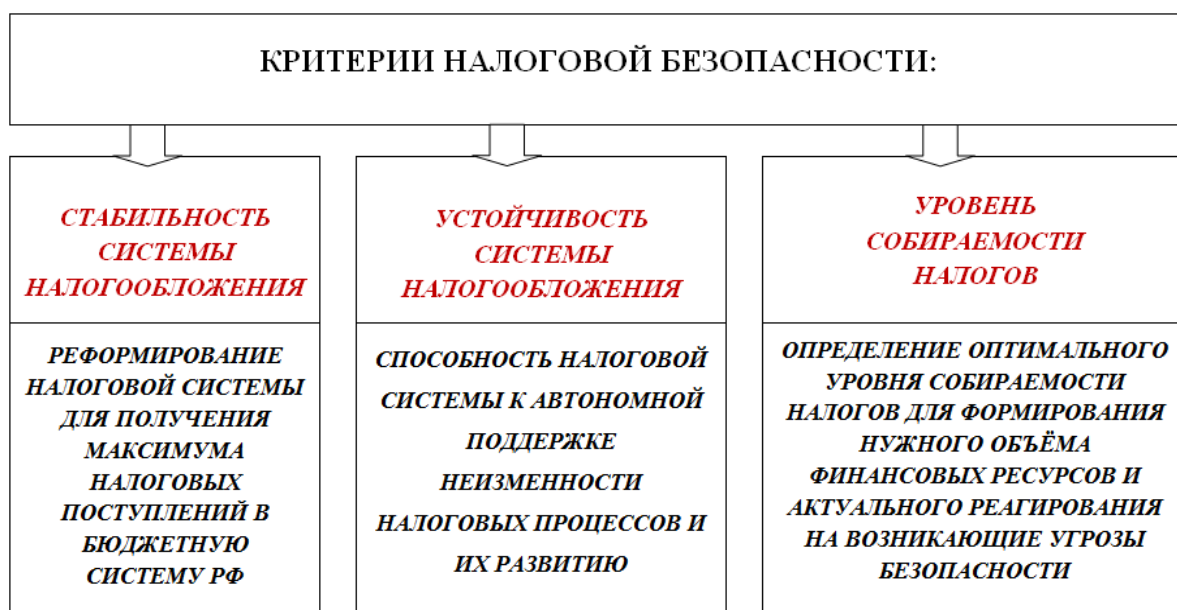 КРИТЕРИИ НАЛОГОВОЙ БЕЗОПАСНОСТИ:
СТАБИЛЬНОСТЬ
СИСТЕМЫ
НАЛОГООБЛОЖЕНИЯ
РЕФОРМИРОВАНИЕ
НАЛОГОВОЙ СИСТЕМЫ
ДЛЯ ПОЛУЧЕНИЯ
МАКСИМУМА
НАЛОГОВЫХ
ПОСТУПЛЕНИЙ В
БЮДЖЕТНУЮ
СИСТЕМУ РФ
УСТОЙЧИВОСТЬ
СИСТЕМЫ
НАЛОГООБЛОЖЕНИЯ
СПОСОБНОСТЬ НАЛОГОВОЙ
СИСТЕМЫ К АВТОНОМНОЙ
ПОДДЕРЖКЕ
НЕИЗМЕННОСТИ
НАЛОГОВЫХ ПРОЦЕССОВ И
ИХ РАЗВИТИЮ
УРОВЕНЬ
СОБИРАЕМОСТИ
НАЛОГОВ
ОПРЕДЕЛЕНИЕ ОПТИМАЛЬНОГО
УРОВНЯ СОБИРАЕМОСТИ
НАЛОГОВ ДЛЯ ФОРМИРОВАНИЯ
НУЖНОГО ОБЪЁМА
ФИНАНСОВЫХ РЕСУРСОВ И
АКТУАЛЬНОГО РЕАГИРОВАНИЯ
НА ВОЗНИКАЮЩИЕ УГРОЗЫ
БЕЗОПАСНОСТИ